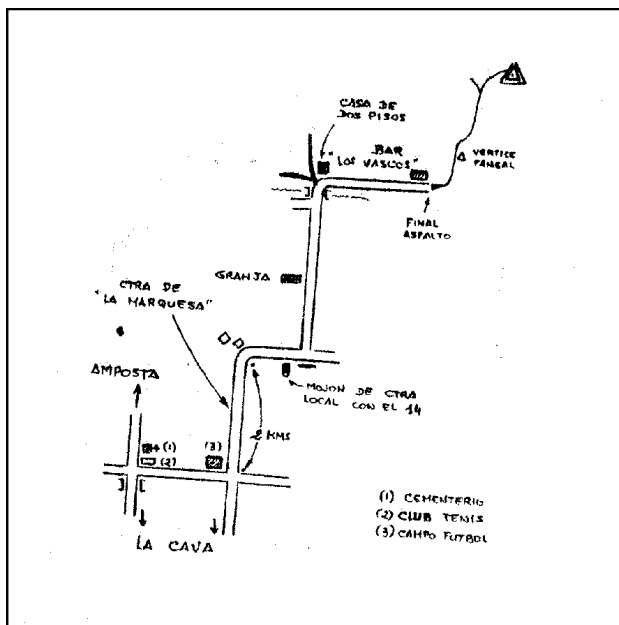 CASA DE
DOS PISOS
BAR
"LOS VASCOS"
VERTICE
FANGAL
FINAL
ASFALTO
GRANJA
CTRA DE
"LA MARQUESA"
AMPOSTA
MOJON DE CTRA
LOCAL CON EL 14
2 KMS
(1)
(2)
(3)
LA CAVA
(1) CEMENTERIO
(2) CLUB TENIS
(3) CAMPO FUTBOL